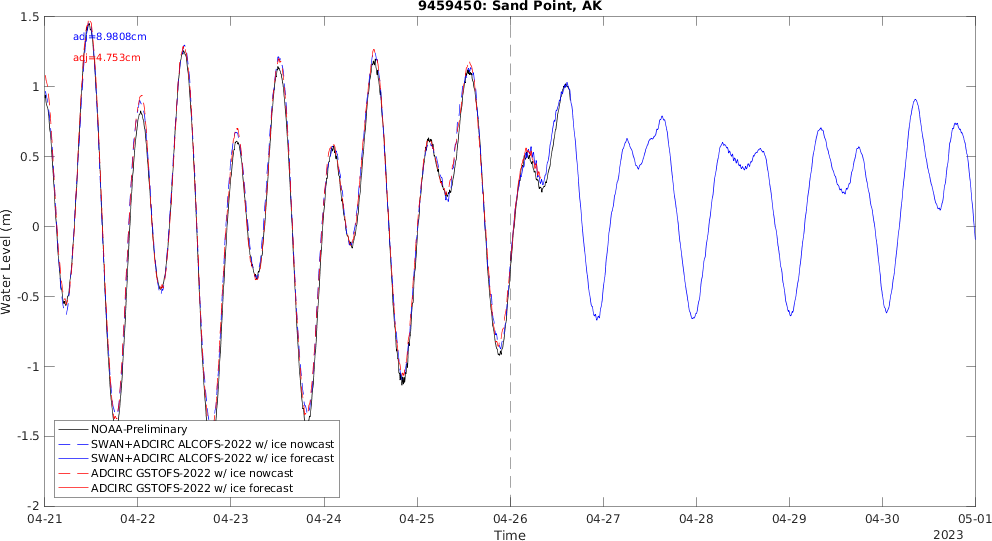 9459450: Sand Point, AK
1.5
adj=8.9808cm
adj=4.753cm
1
0.5
0
-0.5
-1
-1.5
-2
Water Level (m)
NOAA-Preliminary
SWAN+ADCIRC ALCOFS-2022 w/ ice nowcast
SWAN+ADCIRC ALCOFS-2022 w/ ice forecast
ADCIRC GSTOFS-2022 w/ ice nowcast
ADCIRC GSTOFS-2022 w/ ice forecast
04-21 04-22 04-23 04-24 04-25 04-26 04-27 04-28 04-29 04-30 05-01
Time
2023